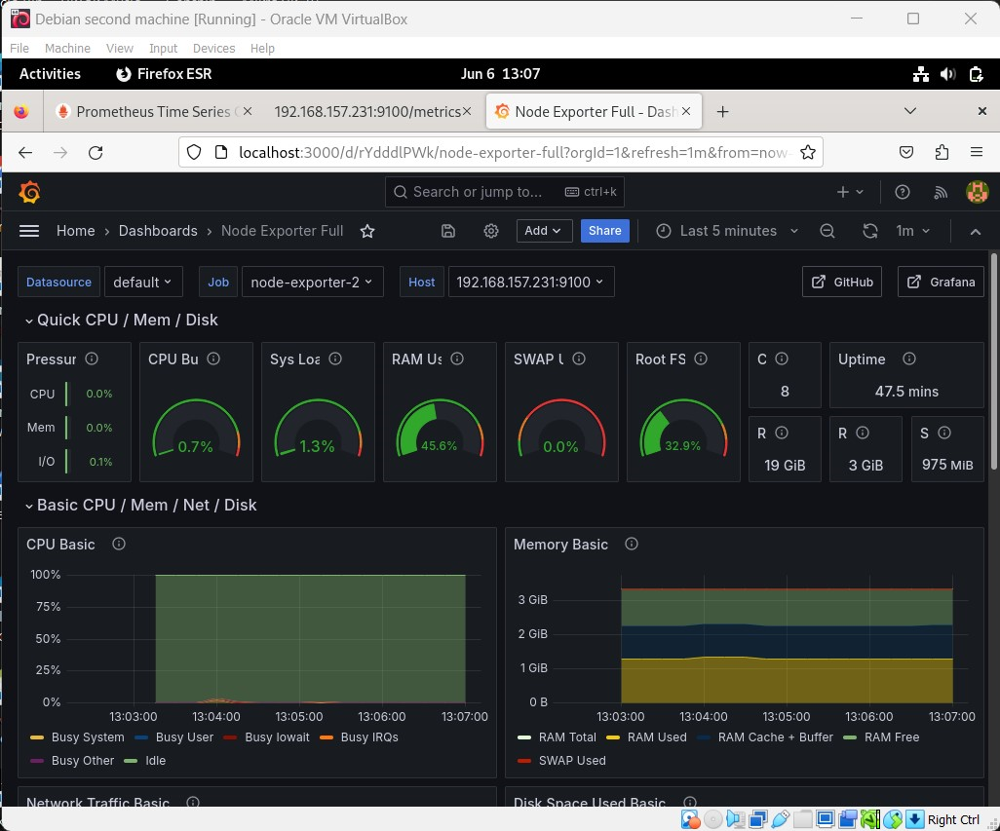 Debian second machine [Running] - Oracle VM VirtualBox
File Machine View Input Devices Help
Activities Firefox ESR Jun 6 13:07
Prometheus Time Series 192.168.157.231:9100/metrics Node Exporter Full - Dash
localhost:3000/d/rYdddlPWk/node-exporter-full?orgId=1&refresh=1m&from=now-
Search or jump to... ctrl+k
Home › Dashboards › Node Exporter Full Add Share Last 5 minutes 1m
Datasource default Job node-exporter-2 Host 192.168.157.231:9100 GitHub Grafana
Quick CPU / Mem / Disk
Pressur CPU Bu Sys Loa RAM Us SWAP U Root FS C Uptime
CPU 0.0% 8 47.5 mins
Mem 0.0% R R S
I/O 0.1% 0.7% 1.3% 45.6% 0.0% 32.9% 19 GiB 3 GiB 975 MiB
Basic CPU / Mem / Net / Disk
CPU Basic
100%
75%
50%
25%
0%
13:03:00 13:04:00 13:05:00 13:06:00 13:07:00
Busy System Busy User Busy Iowait Busy IRQs
Busy Other Idle
Memory Basic
3 GiB
2 GiB
1 GiB
0 B
13:03:00 13:04:00 13:05:00 13:06:00 13:07:00
RAM Total RAM Used RAM Cache + Buffer RAM Free
SWAP Used
Network Traffic Basic Disk Space Used Basic
Right Ctrl